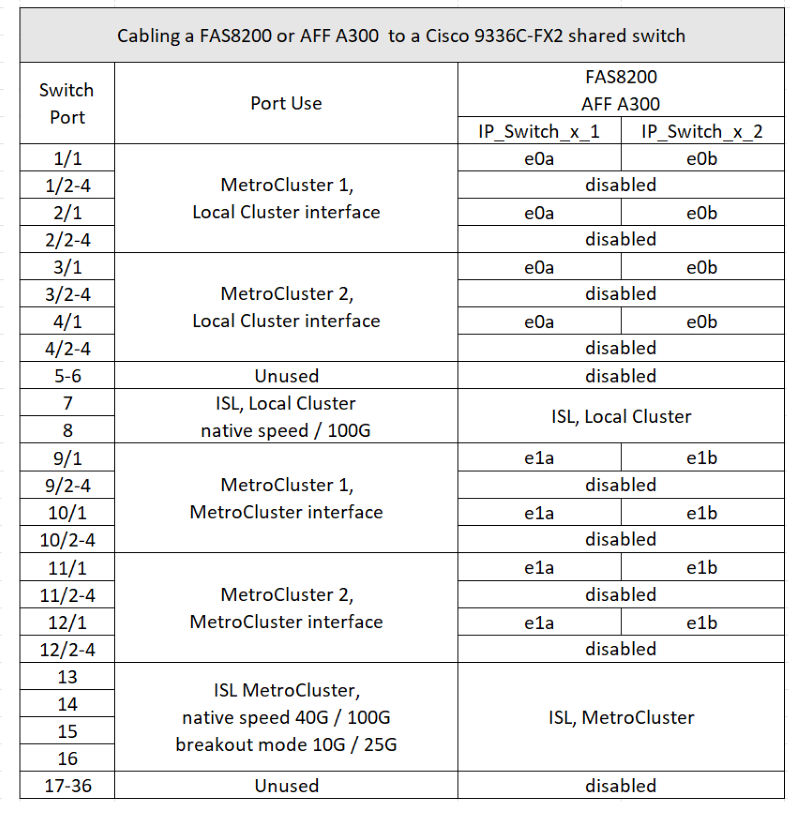 Cabling a FAS8200 or AFF A300 to a Cisco 9336C-FX2 shared switch
Switch
Port
Port Use
FAS8200
AFF A300
IP_Switch_x_1 IP_Switch_x_2
1/1 e0a e0b
1/2-4 MetroCluster 1, disabled
2/1 Local Cluster interface e0a e0b
2/2-4 disabled
3/1 e0a e0b
3/2-4 MetroCluster 2, disabled
4/1 Local Cluster interface e0a e0b
4/2-4 disabled
5-6 Unused disabled
7 ISL, Local Cluster
ISL, Local Cluster
8 native speed / 100G
9/1 e1a e1b
9/2-4 MetroCluster 1, disabled
10/1 MetroCluster interface e1a e1b
10/2-4 disabled
11/1 e1a e1b
11/2-4 MetroCluster 2, disabled
12/1 MetroCluster interface e1a e1b
12/2-4 disabled
13
ISL MetroCluster,
14
native speed 40G / 100G ISL, MetroCluster
15
breakout mode 10G / 25G
16
17-36 Unused disabled